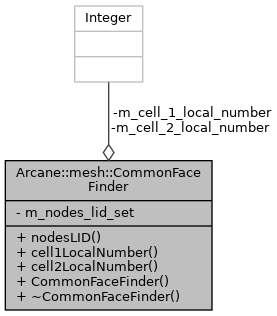 Integer
-m_cell_1_local_number
-m_cell_2_local_number
Arcane::mesh::CommonFace
Finder
- m_nodes_lid_set
+ nodesLID()
+ cell1LocalNumber()
+ cell2LocalNumber()
+ CommonFaceFinder()
+ ~CommonFaceFinder()